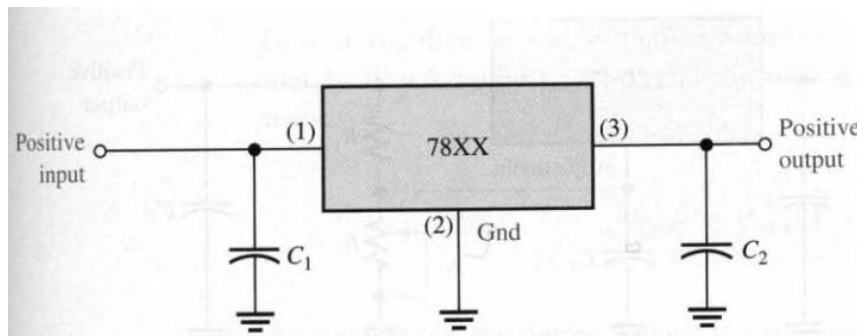 Positive
input
(1)
78XX
(3)
Positive
output
(2)
Gnd
C1
C2